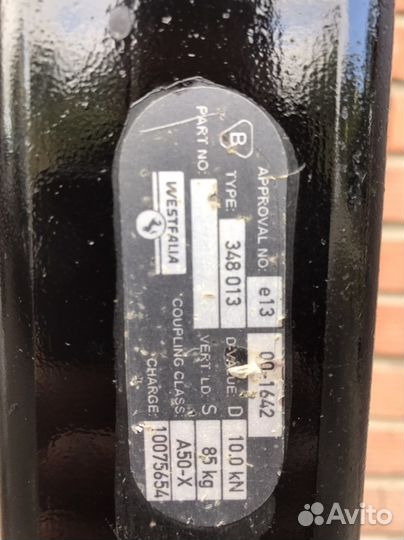 B
APPROVAL NO: e13 00-1642
TYPE: 348 013 D-VALUE D 10.0 kN
PART NO: VERT LD. S 85 kg
COUPLING CLASS: A50-X
WESTFALIA CHARGE: 10075654
Avito